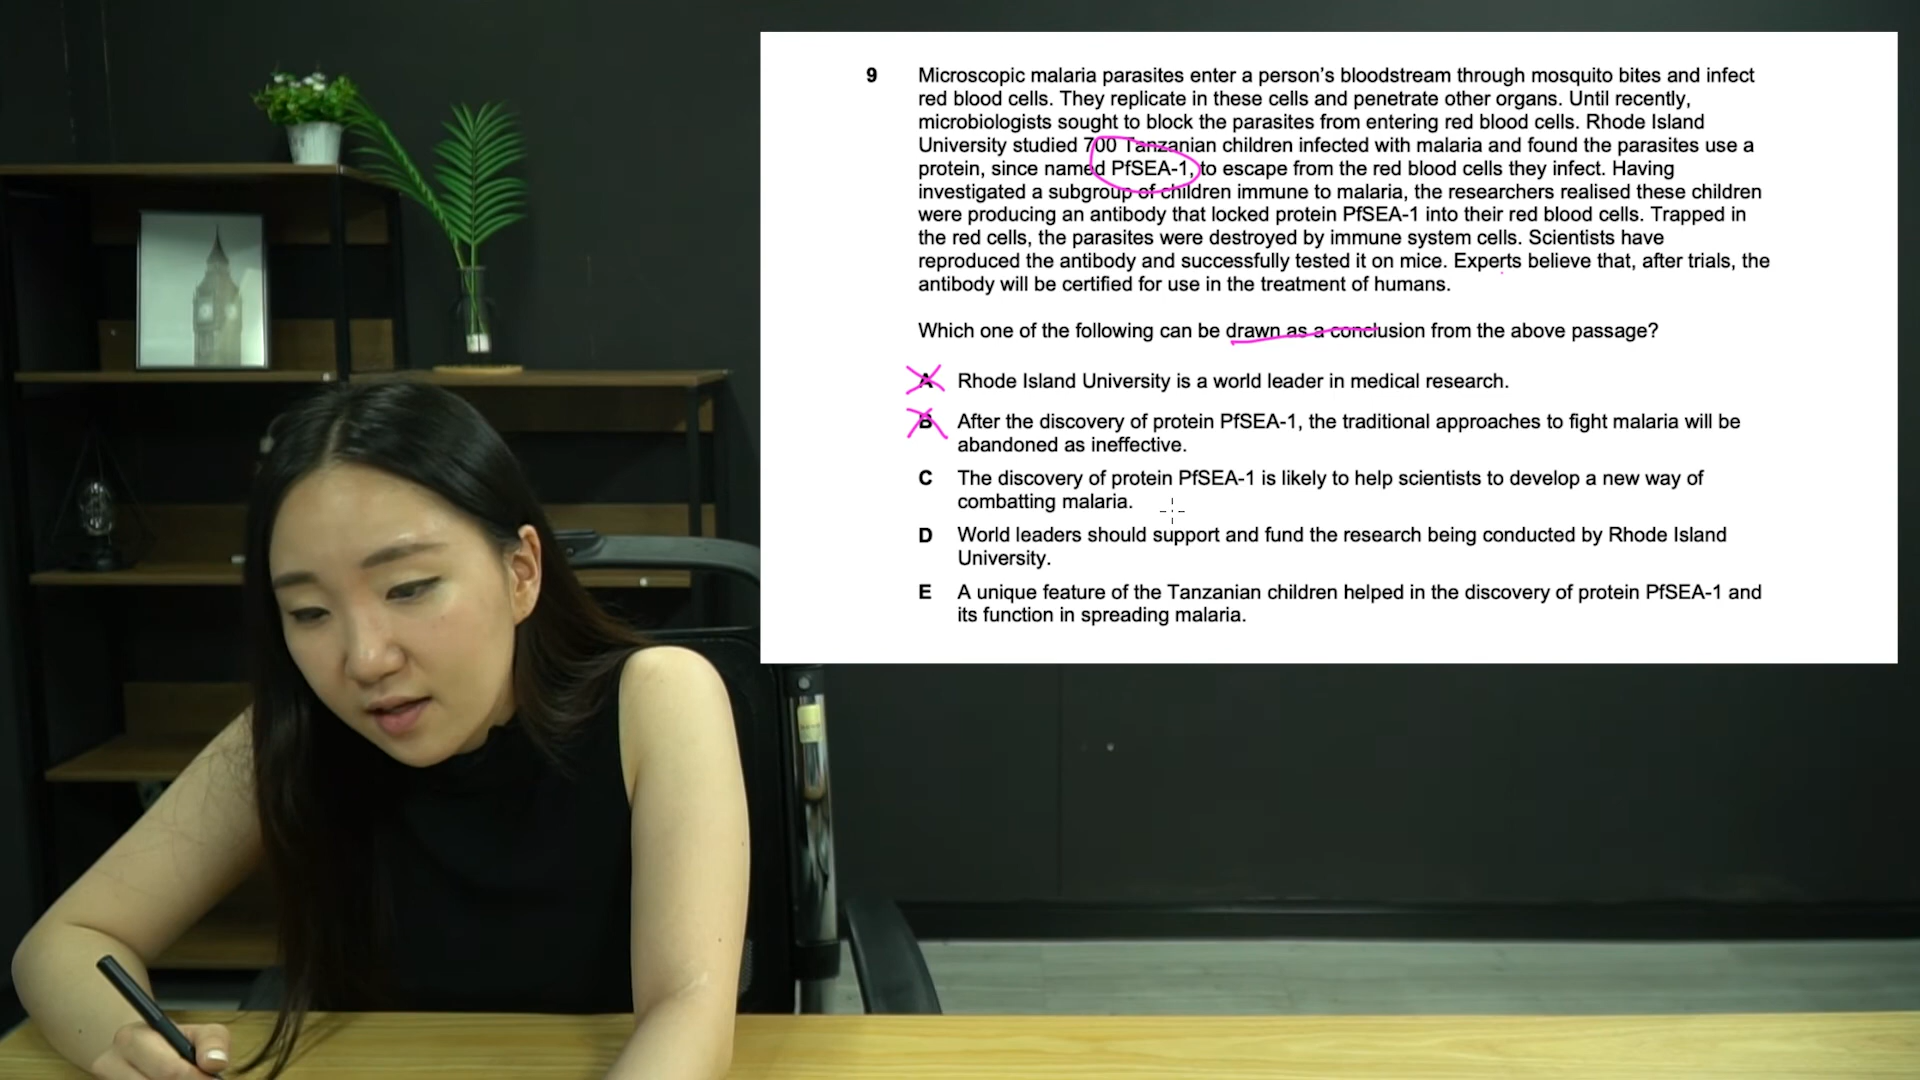 9 Microscopic malaria parasites enter a person's bloodstream through mosquito bites and infect
red blood cells. They replicate in these cells and penetrate other organs. Until recently,
microbiologists sought to block the parasites from entering red blood cells. Rhode Island
University studied 700 Tanzanian children infected with malaria and found the parasites use a
protein, since named PfSEA-1, to escape from the red blood cells they infect. Having
investigated a subgroup of children immune to malaria, the researchers realised these children
were producing an antibody that locked protein PfSEA-1 into their red blood cells. Trapped in
the red cells, the parasites were destroyed by immune system cells. Scientists have
reproduced the antibody and successfully tested it on mice. Experts believe that, after trials, the
antibody will be certified for use in the treatment of humans.
Which one of the following can be drawn as a conclusion from the above passage?
A Rhode Island University is a world leader in medical research.
B After the discovery of protein PfSEA-1, the traditional approaches to fight malaria will be
abandoned as ineffective.
C The discovery of protein PfSEA-1 is likely to help scientists to develop a new way of
combatting malaria.
D World leaders should support and fund the research being conducted by Rhode Island
University.
E A unique feature of the Tanzanian children helped in the discovery of protein PfSEA-1 and
its function in spreading malaria.